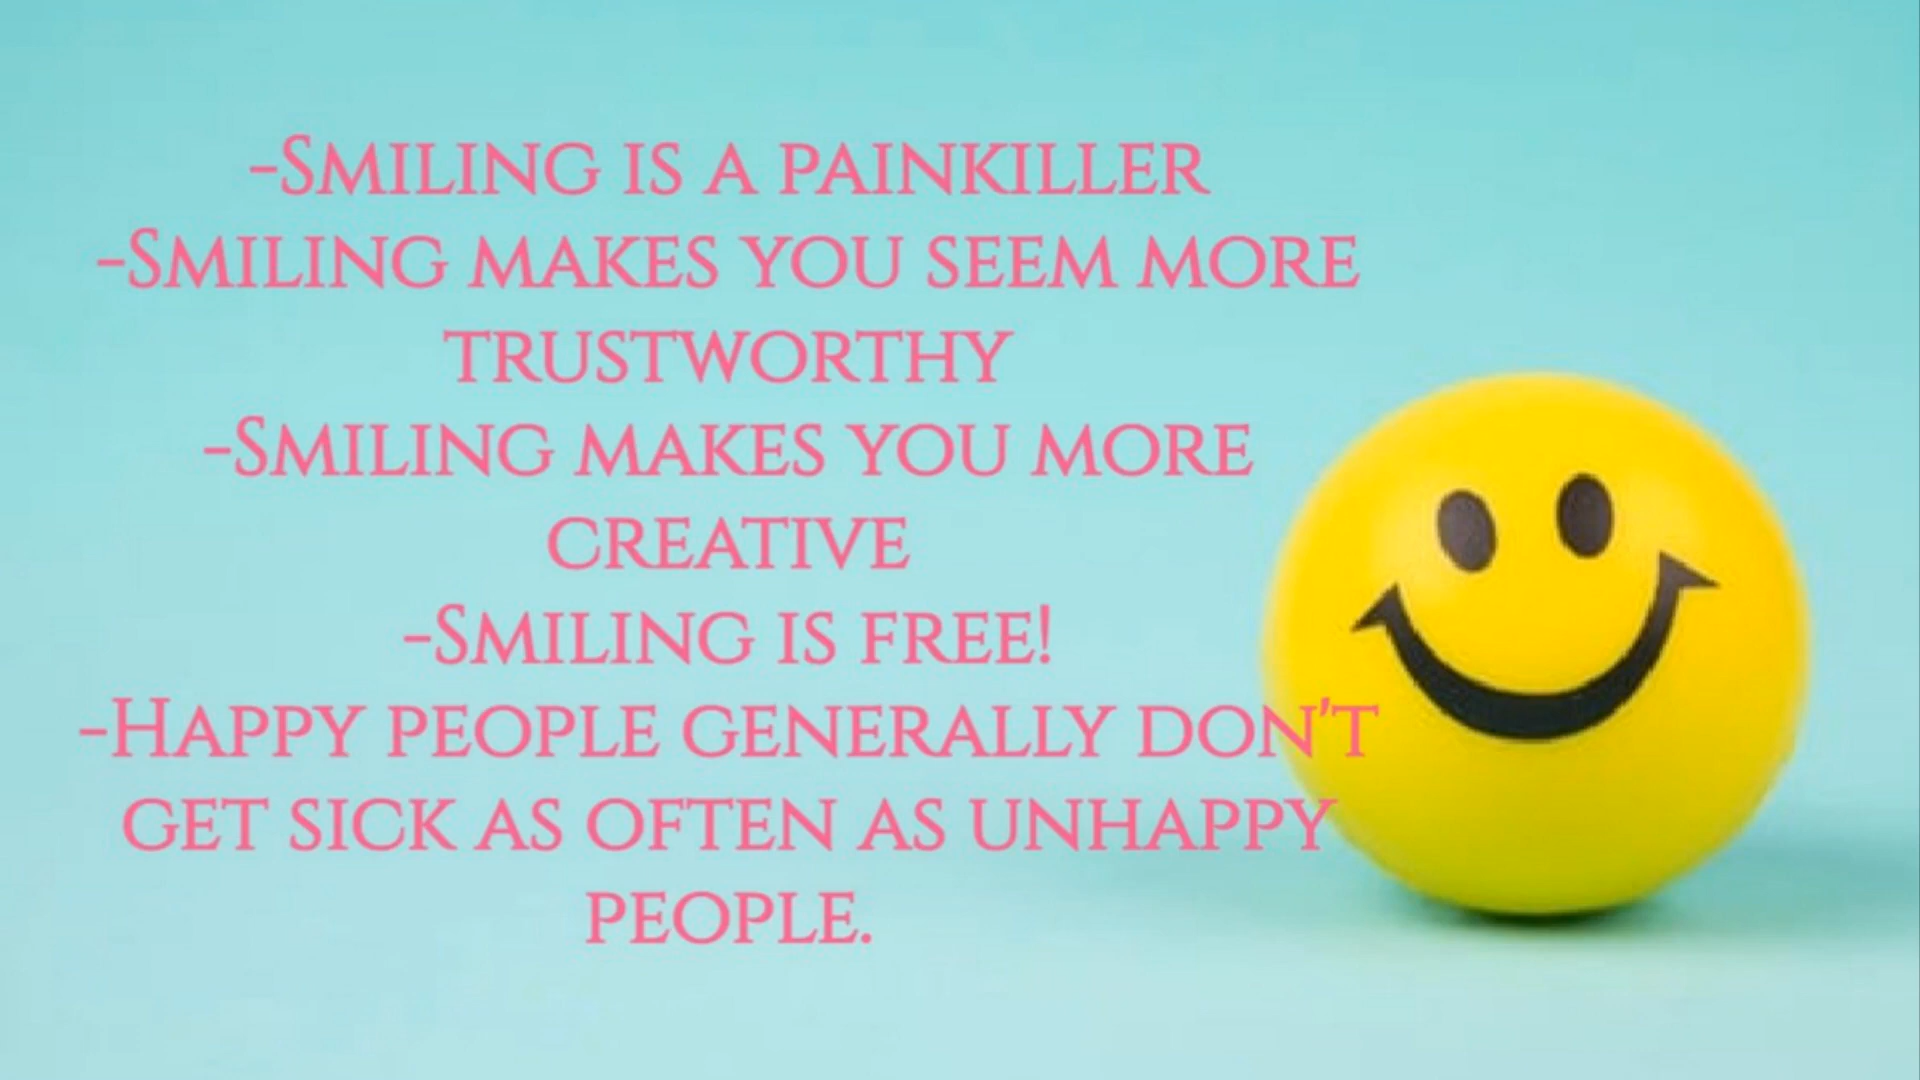 -Smiling is a painkiller
-Smiling makes you seem more
trustworthy
-Smiling makes you more
creative
-Smiling is free!
-Happy people generally don't
get sick as often as unhappy
people.